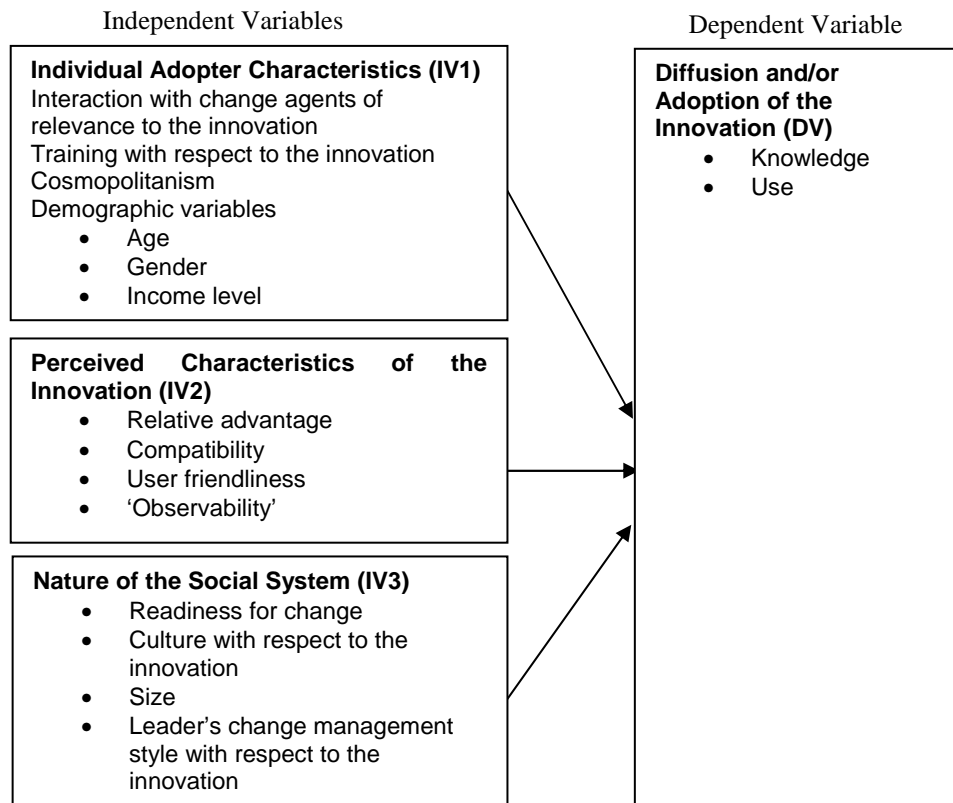 Independent Variables
Dependent Variable
Individual Adopter Characteristics (IV1)
Interaction with change agents of
relevance to the innovation
Training with respect to the innovation
Cosmopolitanism
Demographic variables
• Age
• Gender
• Income level
Perceived Characteristics of the
Innovation (IV2)
• Relative advantage
• Compatibility
• User friendliness
• ‘Observability’
Nature of the Social System (IV3)
• Readiness for change
• Culture with respect to the
innovation
• Size
• Leader’s change management
style with respect to the
innovation
Diffusion and/or
Adoption of the
Innovation (DV)
• Knowledge
• Use